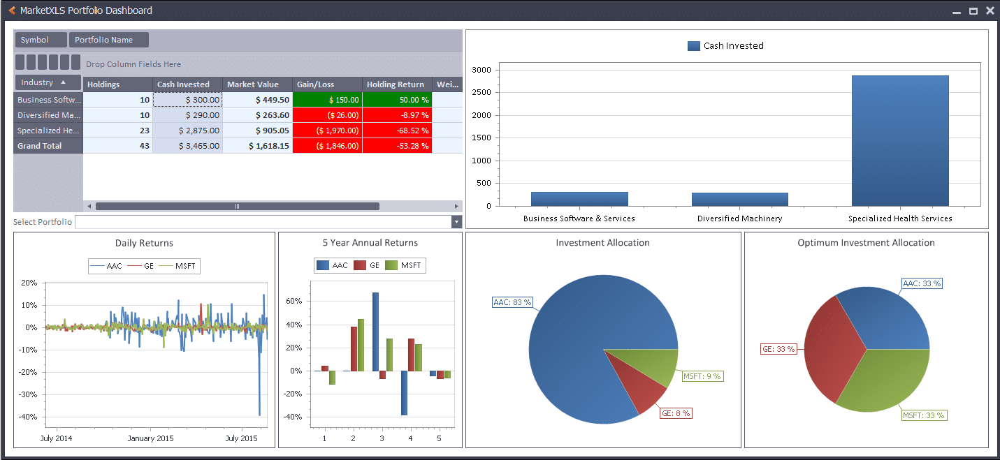 MarketXLS Portfolio Dashboard
Symbol Portfolio Name
Drop Column Fields Here
Industry Holdings Cash Invested Market Value Gain/Loss Holding Return Wei...
Business Softw... 10 $ 300.00 $ 449.50 $ 150.00 50.00 %
Diversified Ma... 10 $ 290.00 $ 263.60 ($ 26.00) -8.97 %
Specialized He... 23 $ 2,875.00 $ 905.05 ($ 1,970.00) -68.52 %
Grand Total 43 $ 3,465.00 $ 1,618.15 ($ 1,846.00) -53.28 %
Select Portfolio
Cash Invested
3000
2500
2000
1500
1000
500
0
Business Software & Services Diversified Machinery Specialized Health Services
Daily Returns
AAC GE MSFT
20%
10%
0%
-10%
-20%
-30%
-40%
July 2014 January 2015 July 2015
5 Year Annual Returns
AAC GE MSFT
60%
40%
20%
0%
-20%
-40%
1 2 3 4 5
Investment Allocation
AAC: 83 %
MSFT: 9 %
GE: 8 %
Optimum Investment Allocation
AAC: 33 %
GE: 33 %
MSFT: 33 %